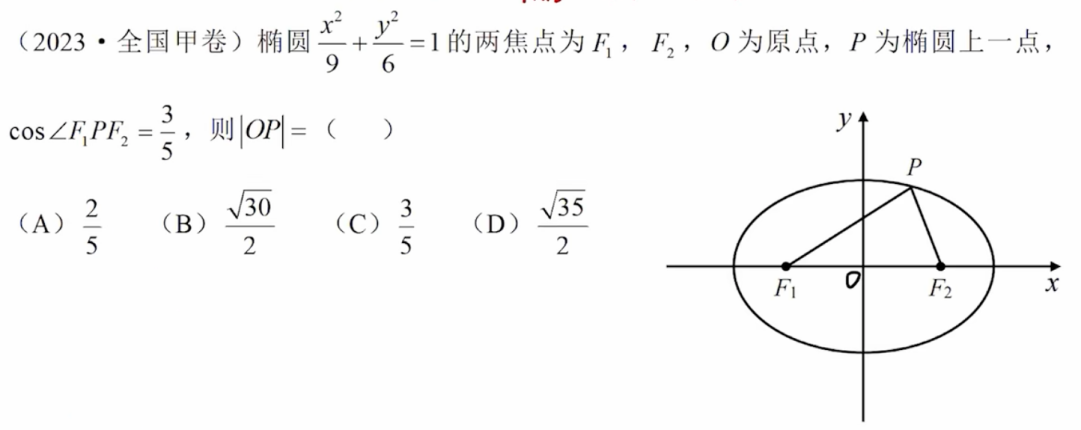 （2023·全国甲卷）椭圆 x²/9 + y²/6 = 1 的两焦点为 F₁，F₂，O 为原点，P 为椭圆上一点，
cos∠F₁PF₂ = 3/5，则|OP| = （ ）
（A）2/5 （B）√30/2 （C）3/5 （D）√35/2
y
P
F₁ O F₂ x